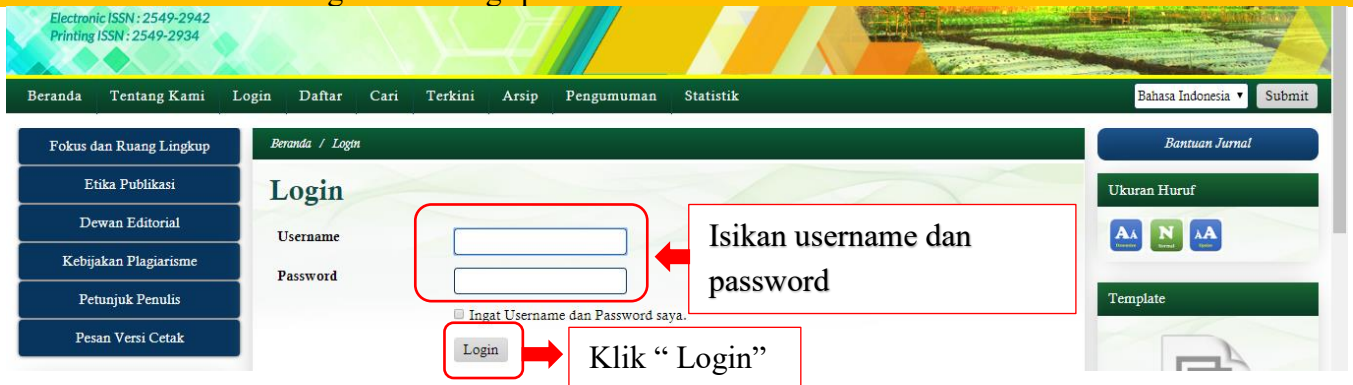 Electronic ISSN : 2549-2942
Printing ISSN : 2549-2934
Beranda Tentang Kami Login Daftar Cari Terkini Arsip Pengumuman Statistik Bahasa Indonesia Submit
Fokus dan Ruang Lingkup
Etika Publikasi
Dewan Editorial
Kebijakan Plagiarisme
Petunjuk Penulis
Pesan Versi Cetak
Beranda / Login
Login
Username
Password
Ingat Username dan Password saya.
Login
Isikan username dan
password
Klik “ Login”
Bantuan Jurnal
Ukuran Huruf
AA N AA
Template